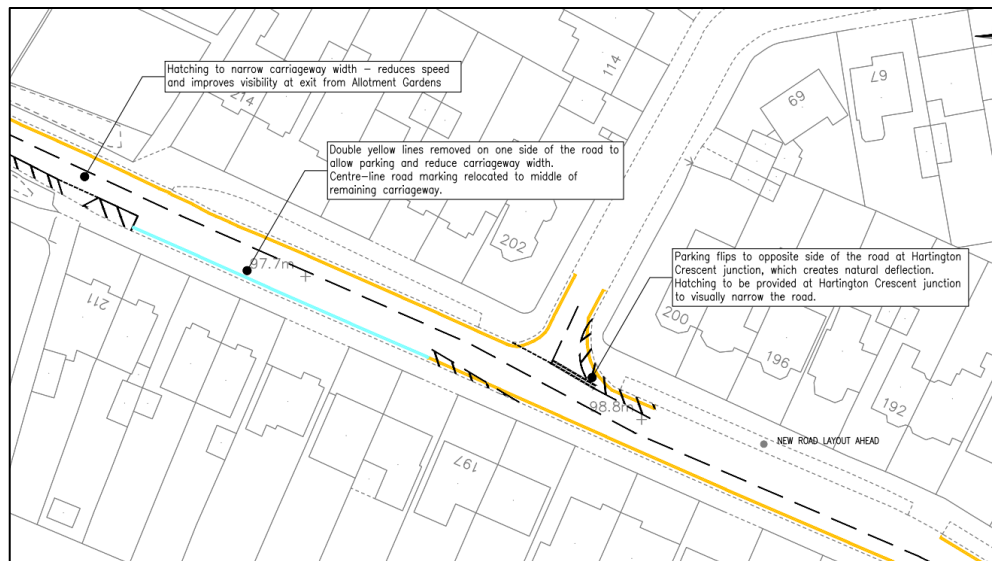 Hatching to narrow carriageway width – reduces speed
and improves visibility at exit from Allotment Gardens
214
114
67
69
Double yellow lines removed on one side of the road to
allow parking and reduce carriageway width.
Centre-line road marking relocated to middle of
remaining carriageway.
202
97.7m
Parking flips to opposite side of the road at Hartington
Crescent junction, which creates natural deflection.
Hatching to be provided at Hartington Crescent junction
to visually narrow the road.
211
200
196
98.8m
192
NEW ROAD LAYOUT AHEAD
197